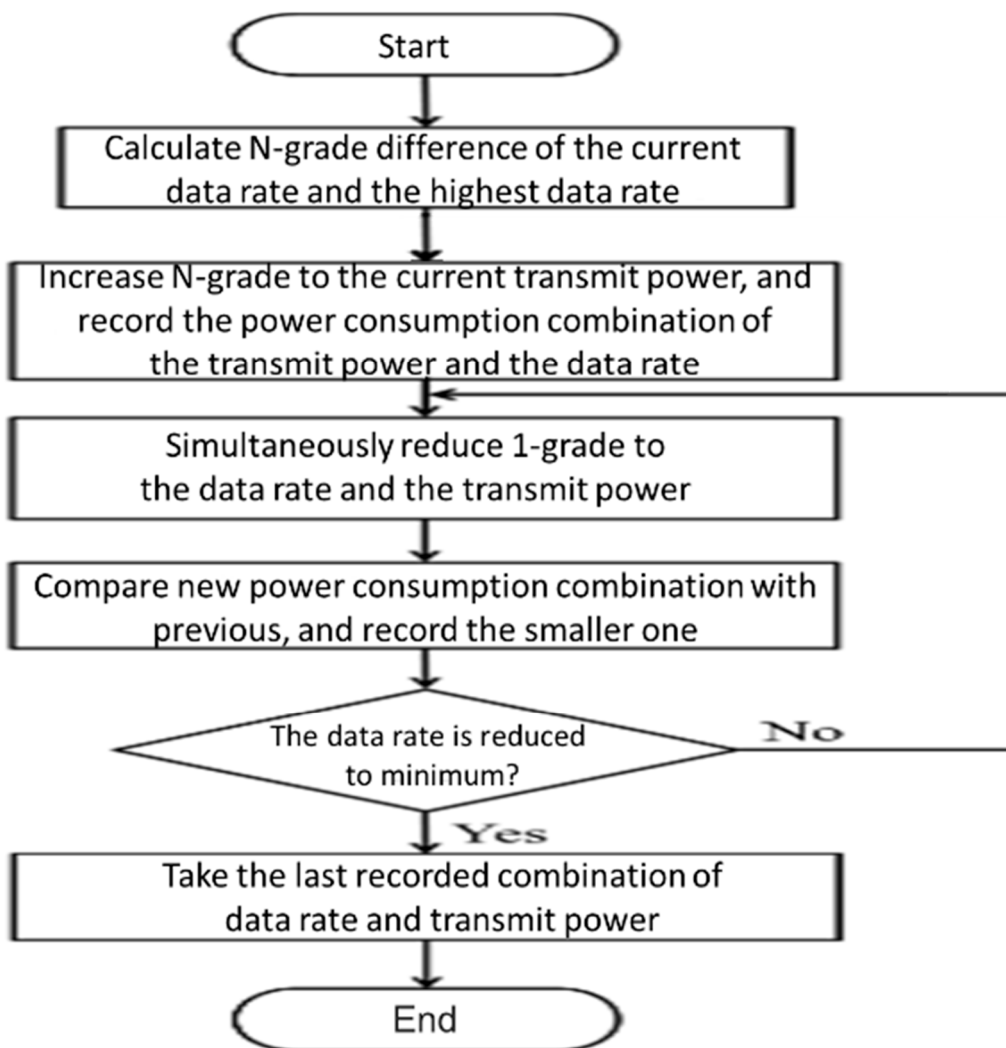 Start
Calculate N-grade difference of the current
data rate and the highest data rate
Increase N-grade to the current transmit power, and
record the power consumption combination of
the transmit power and the data rate
Simultaneously reduce 1-grade to
the data rate and the transmit power
Compare new power consumption combination with
previous, and record the smaller one
The data rate is reduced
to minimum?
No
Yes
Take the last recorded combination of
data rate and transmit power
End